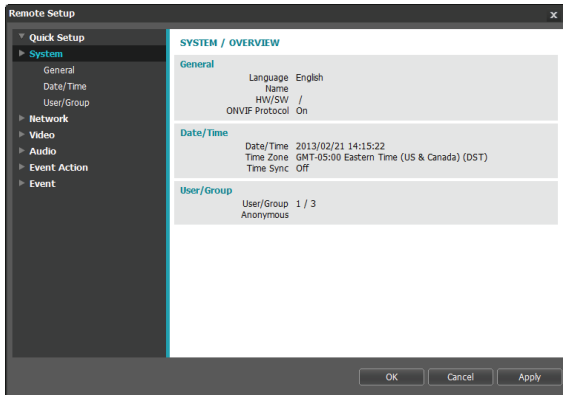 Remote Setup
x
Quick Setup
System
General
Date/Time
User/Group
Network
Video
Audio
Event Action
Event
SYSTEM / OVERVIEW
General
Language English
Name
HW/SW /
ONVIF Protocol On
Date/Time
Date/Time 2013/02/21 14:15:22
Time Zone GMT-05:00 Eastern Time (US & Canada) (DST)
Time Sync Off
User/Group
User/Group 1 / 3
Anonymous
OK Cancel Apply